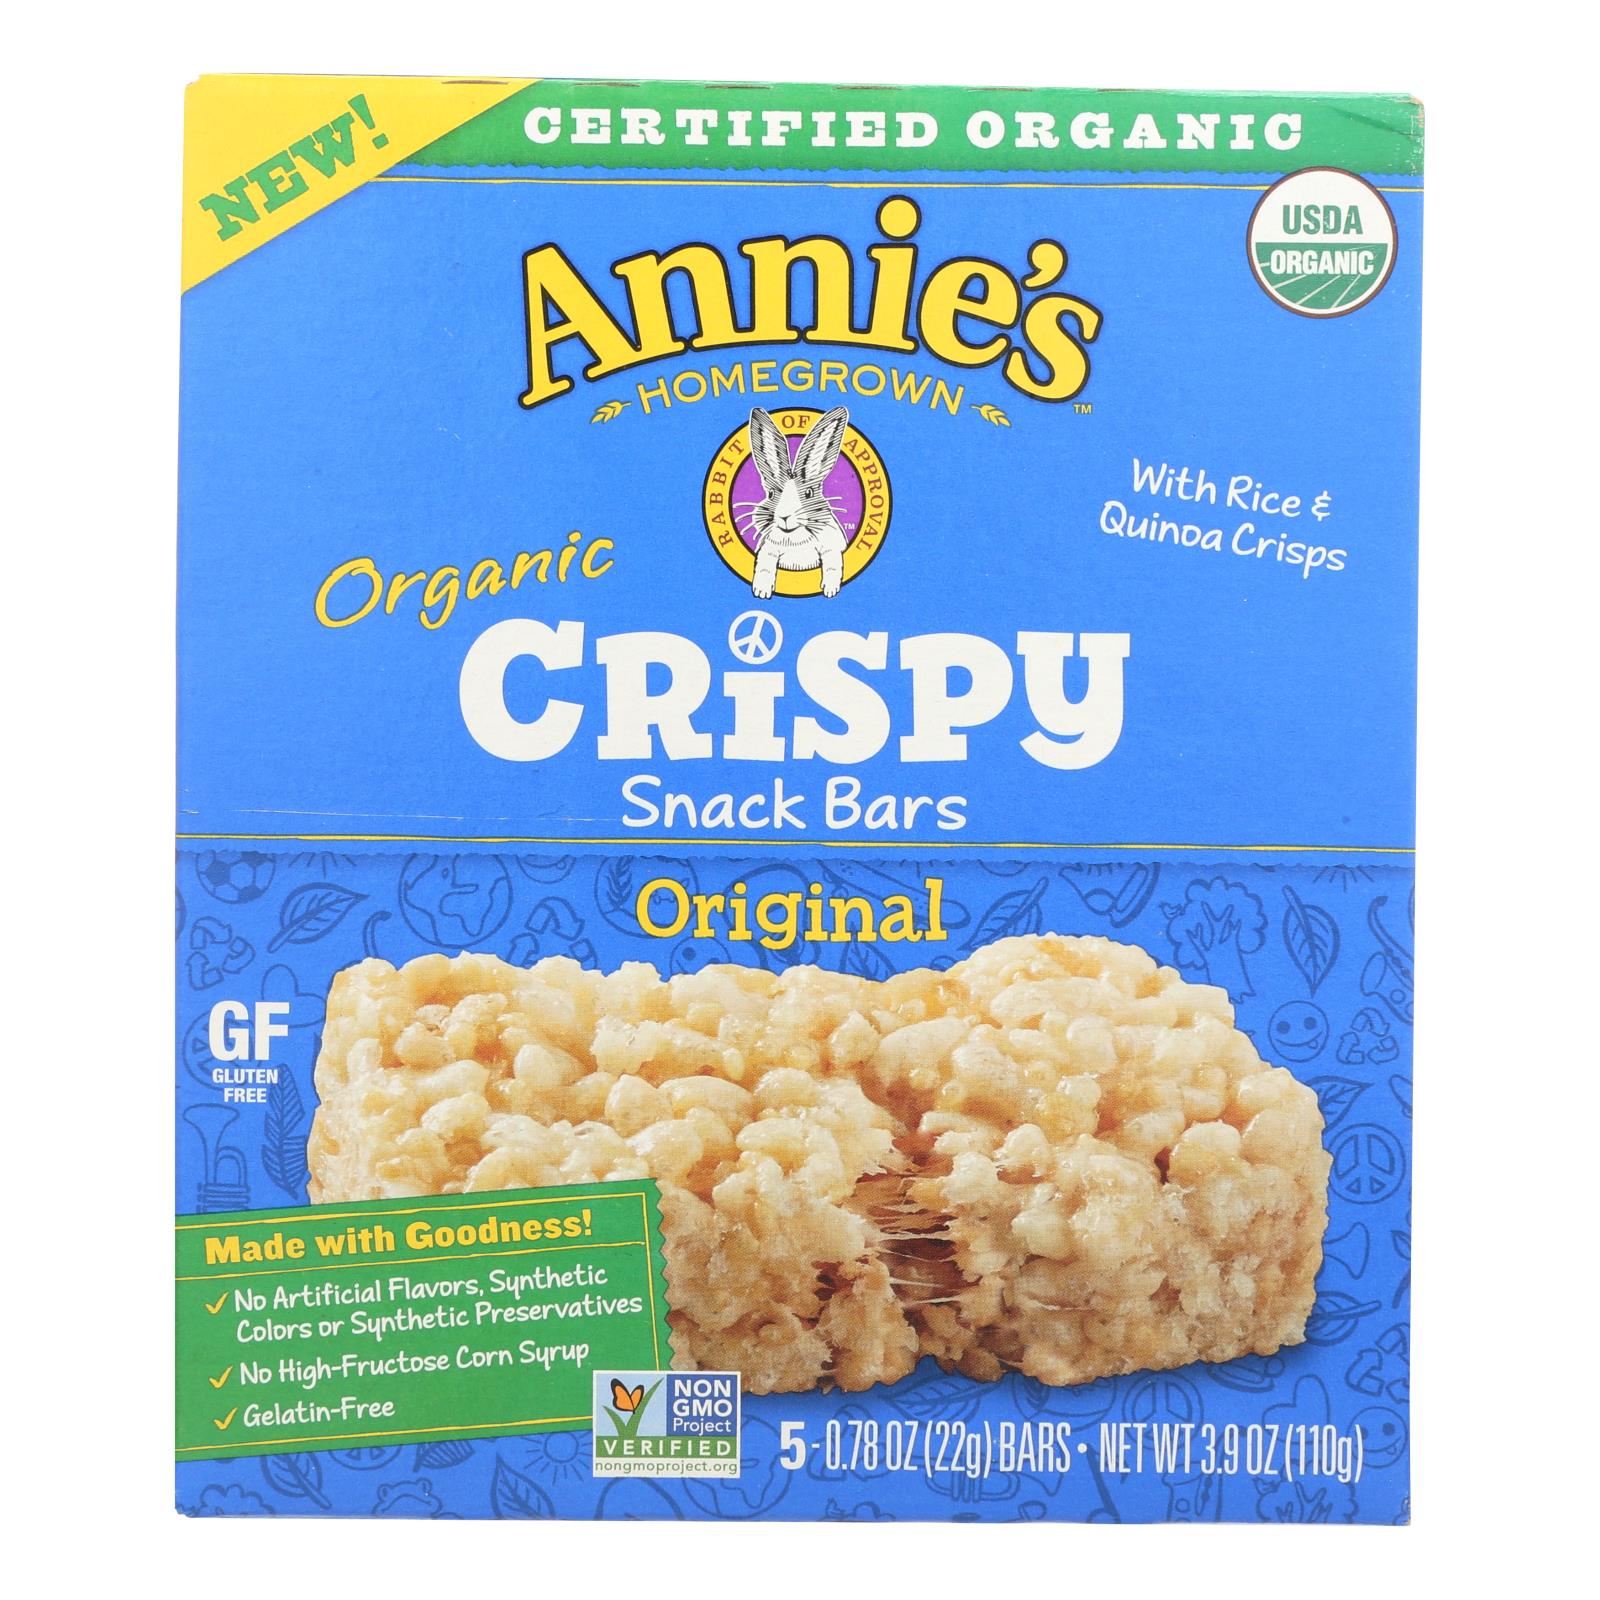 NEW!
CERTIFIED ORGANIC
USDA
ORGANIC
Annie's
TM
HOMEGROWN
RABBIT OF APPROVAL
TM
With Rice &
Quinoa Crisps
Organic
CRiSPY
Snack Bars
Original
GF
GLUTEN
FREE
Made with Goodness!
✓ No Artificial Flavors, Synthetic
Colors or Synthetic Preservatives
✓ No High-Fructose Corn Syrup
✓ Gelatin-Free
NON
GMO
Project
VERIFIED
nongmoproject.org
5-0.78 OZ (22g) BARS • NET WT 3.9 OZ (110g)